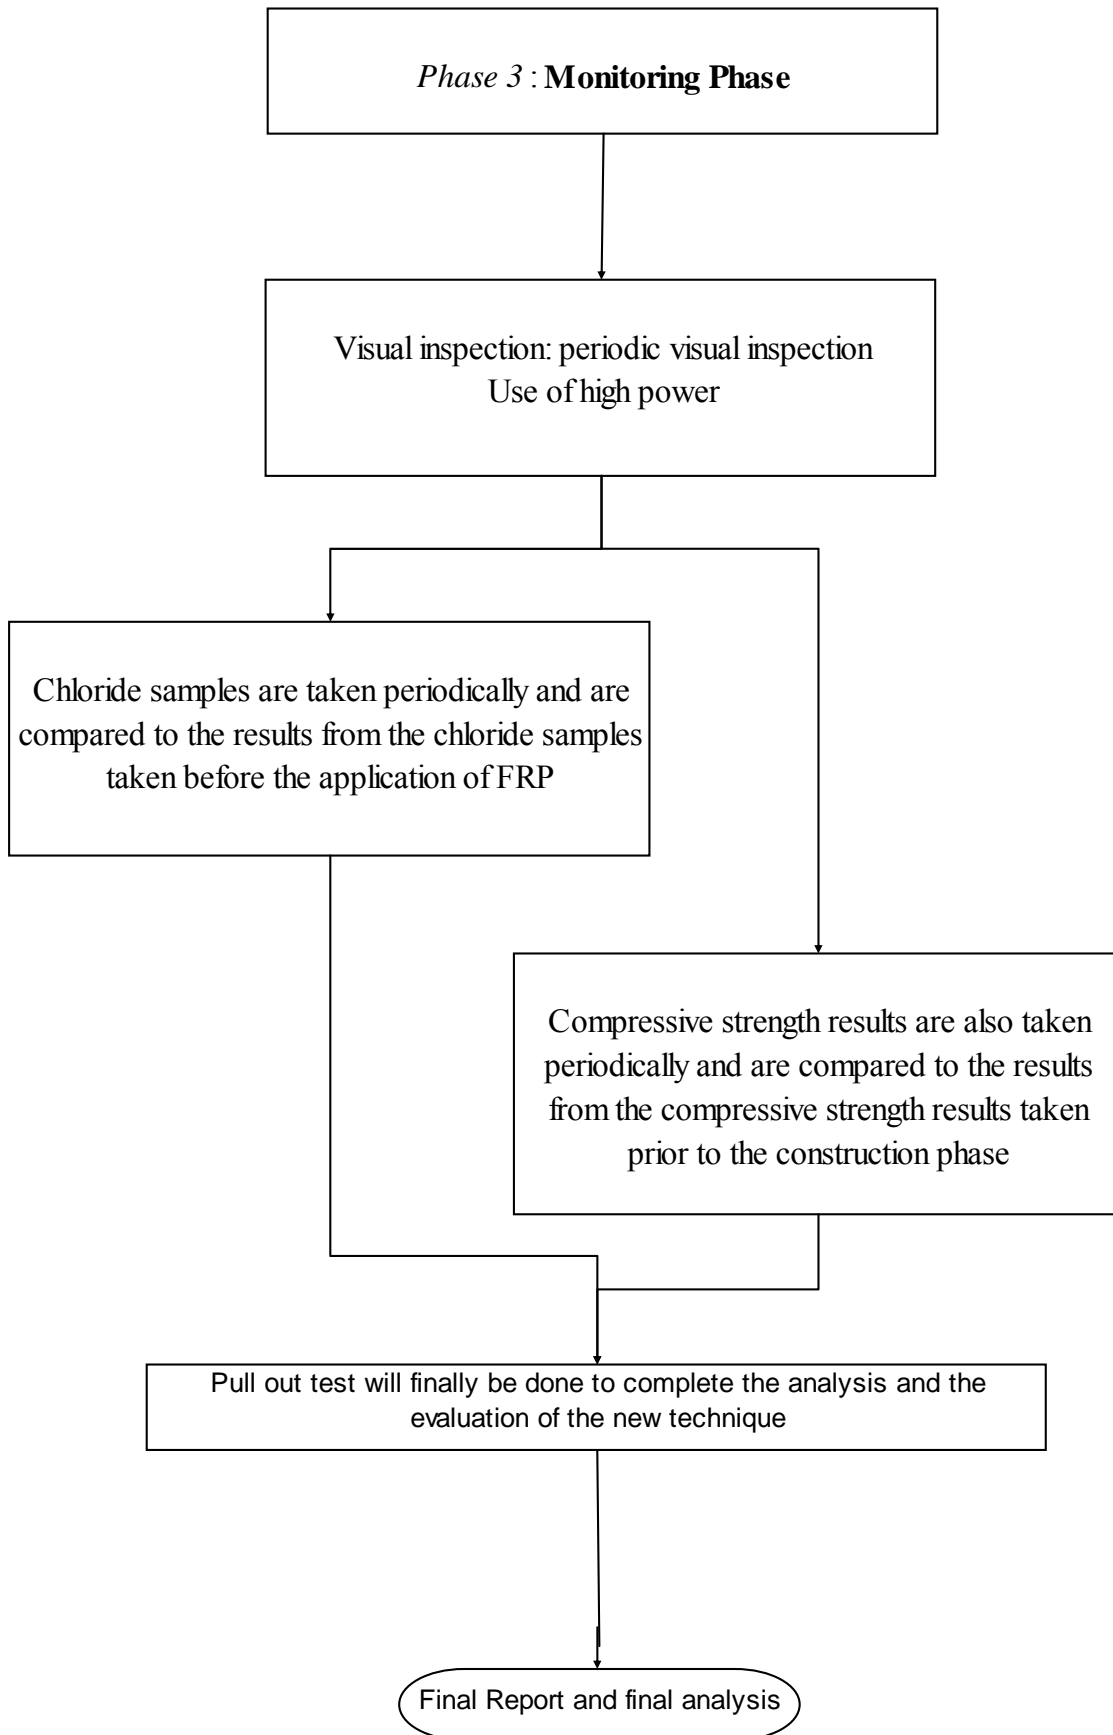 Phase 3 : Monitoring Phase
Visual inspection: periodic visual inspection
Use of high power
Chloride samples are taken periodically and are
compared to the results from the chloride samples
taken before the application of FRP
Compressive strength results are also taken
periodically and are compared to the results
from the compressive strength results taken
prior to the construction phase
Pull out test will finally be done to complete the analysis and the
evaluation of the new technique
Final Report and final analysis